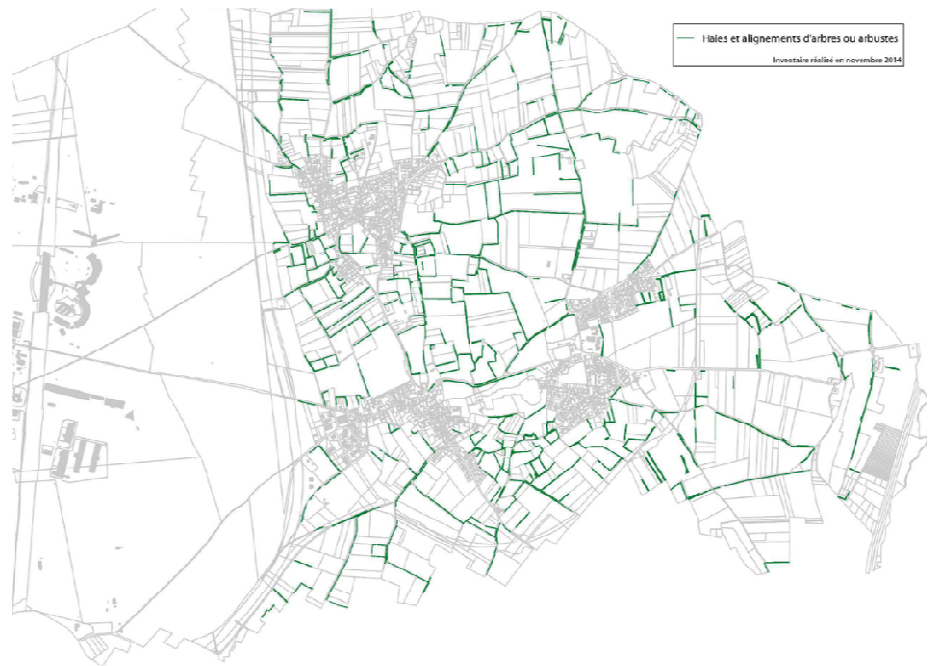 Haies et alignements d'arbres ou arbustes
Inventaire réalisé en novembre 2014